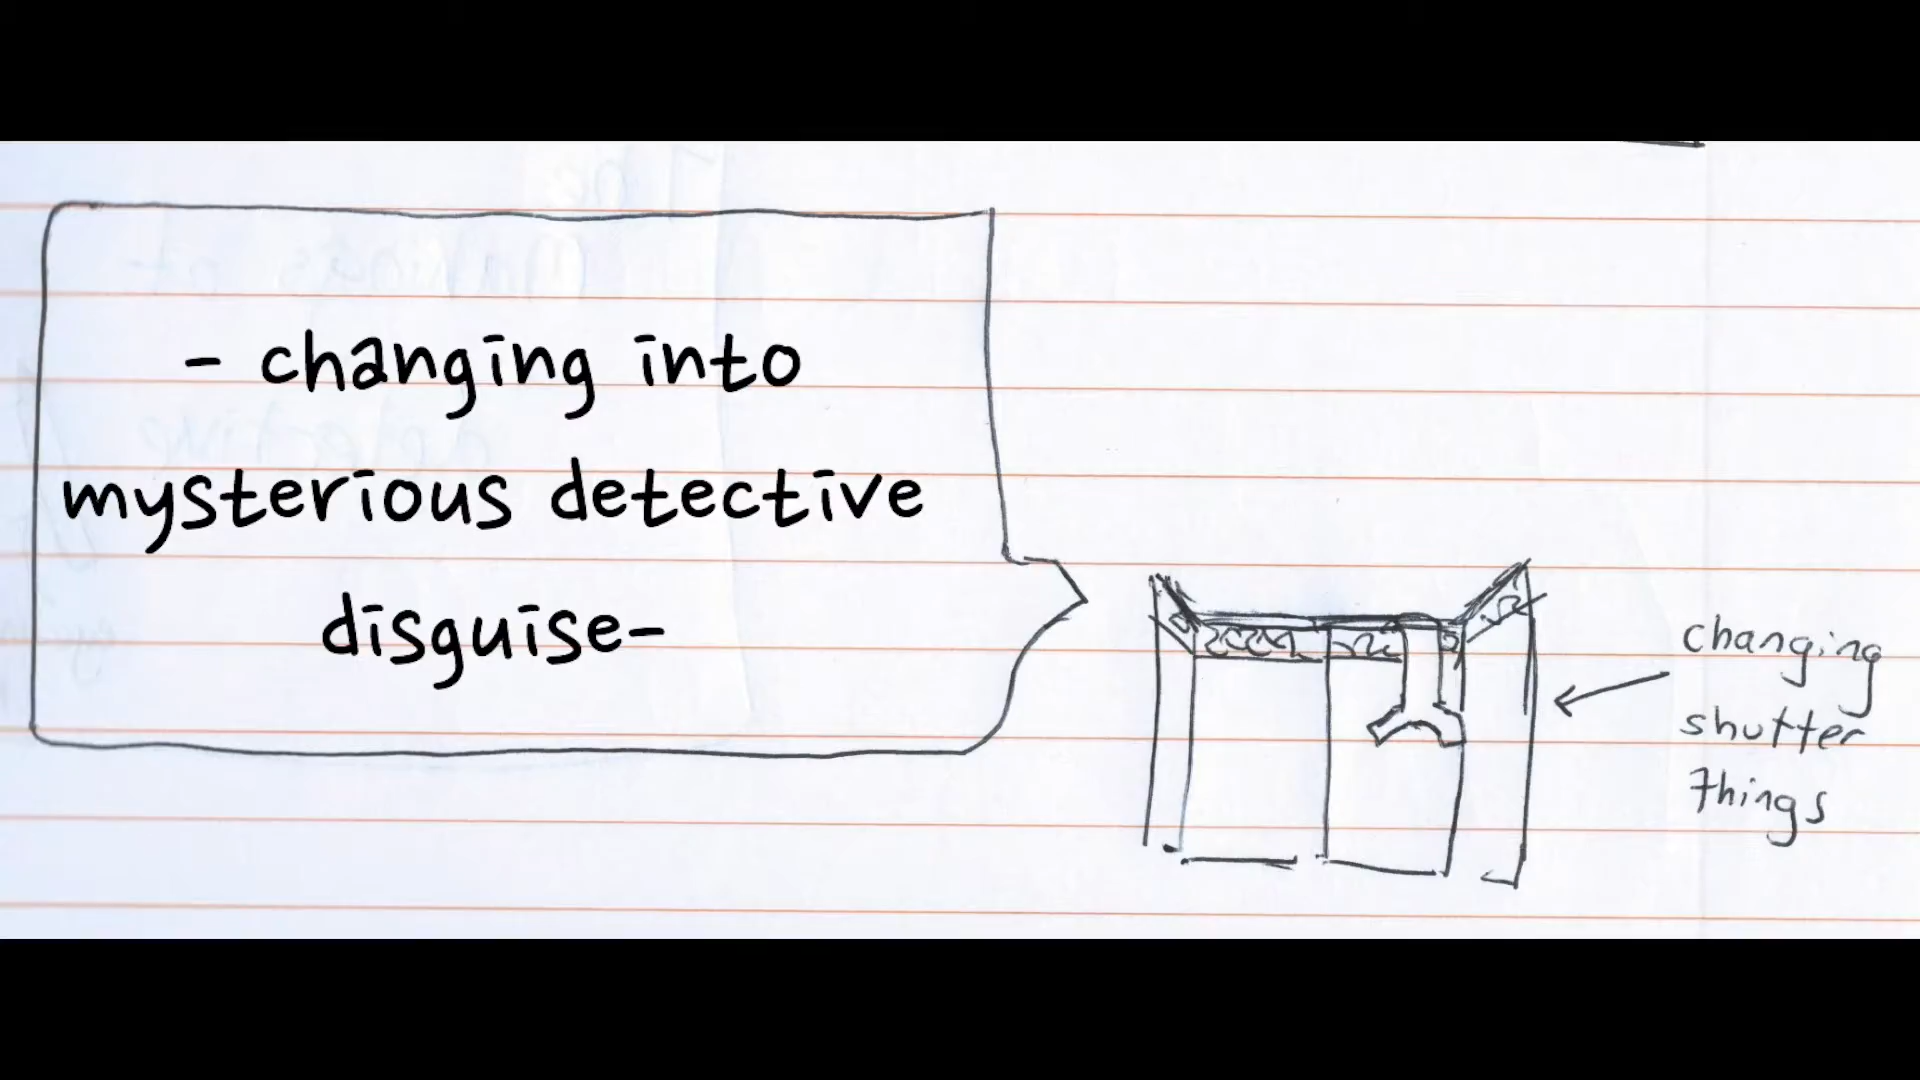 - changing into
mysterious detective
disguise-
changing
shutter
things